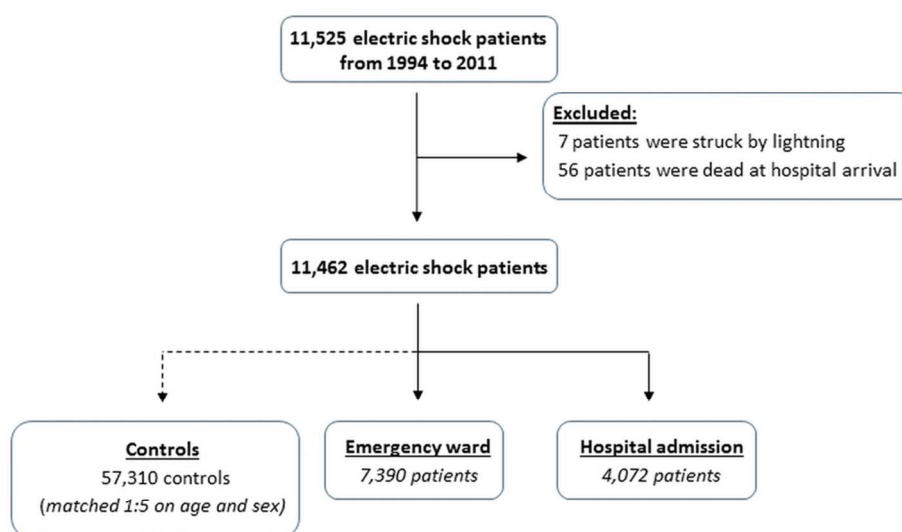 11,525 electric shock patients
from 1994 to 2011
Excluded:
7 patients were struck by lightning
56 patients were dead at hospital arrival
11,462 electric shock patients
Controls
57,310 controls
(matched 1:5 on age and sex)
Emergency ward
7,390 patients
Hospital admission
4,072 patients